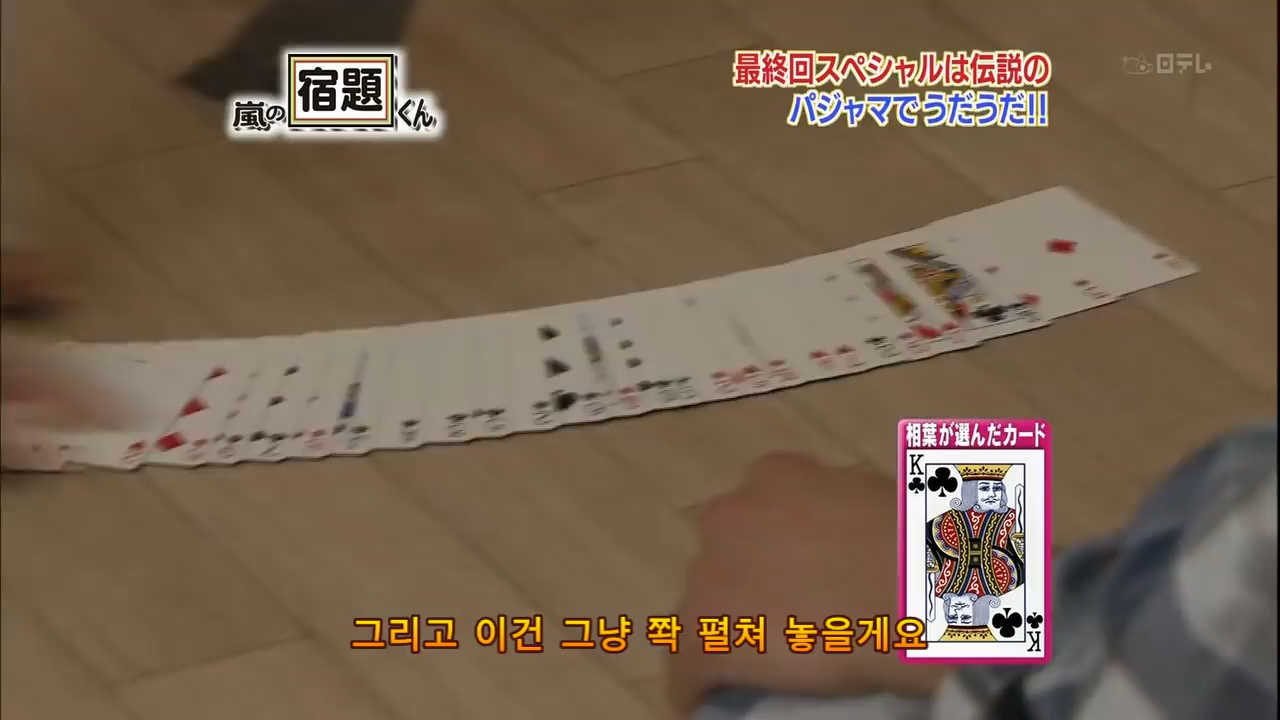 嵐の宿題くん
最終回スペシャルは伝説の
パジャマでうだうだ!!
日テレ
相葉が選んだカード
K
K
그리고 이건 그냥 쫙 펼쳐 놓을게요